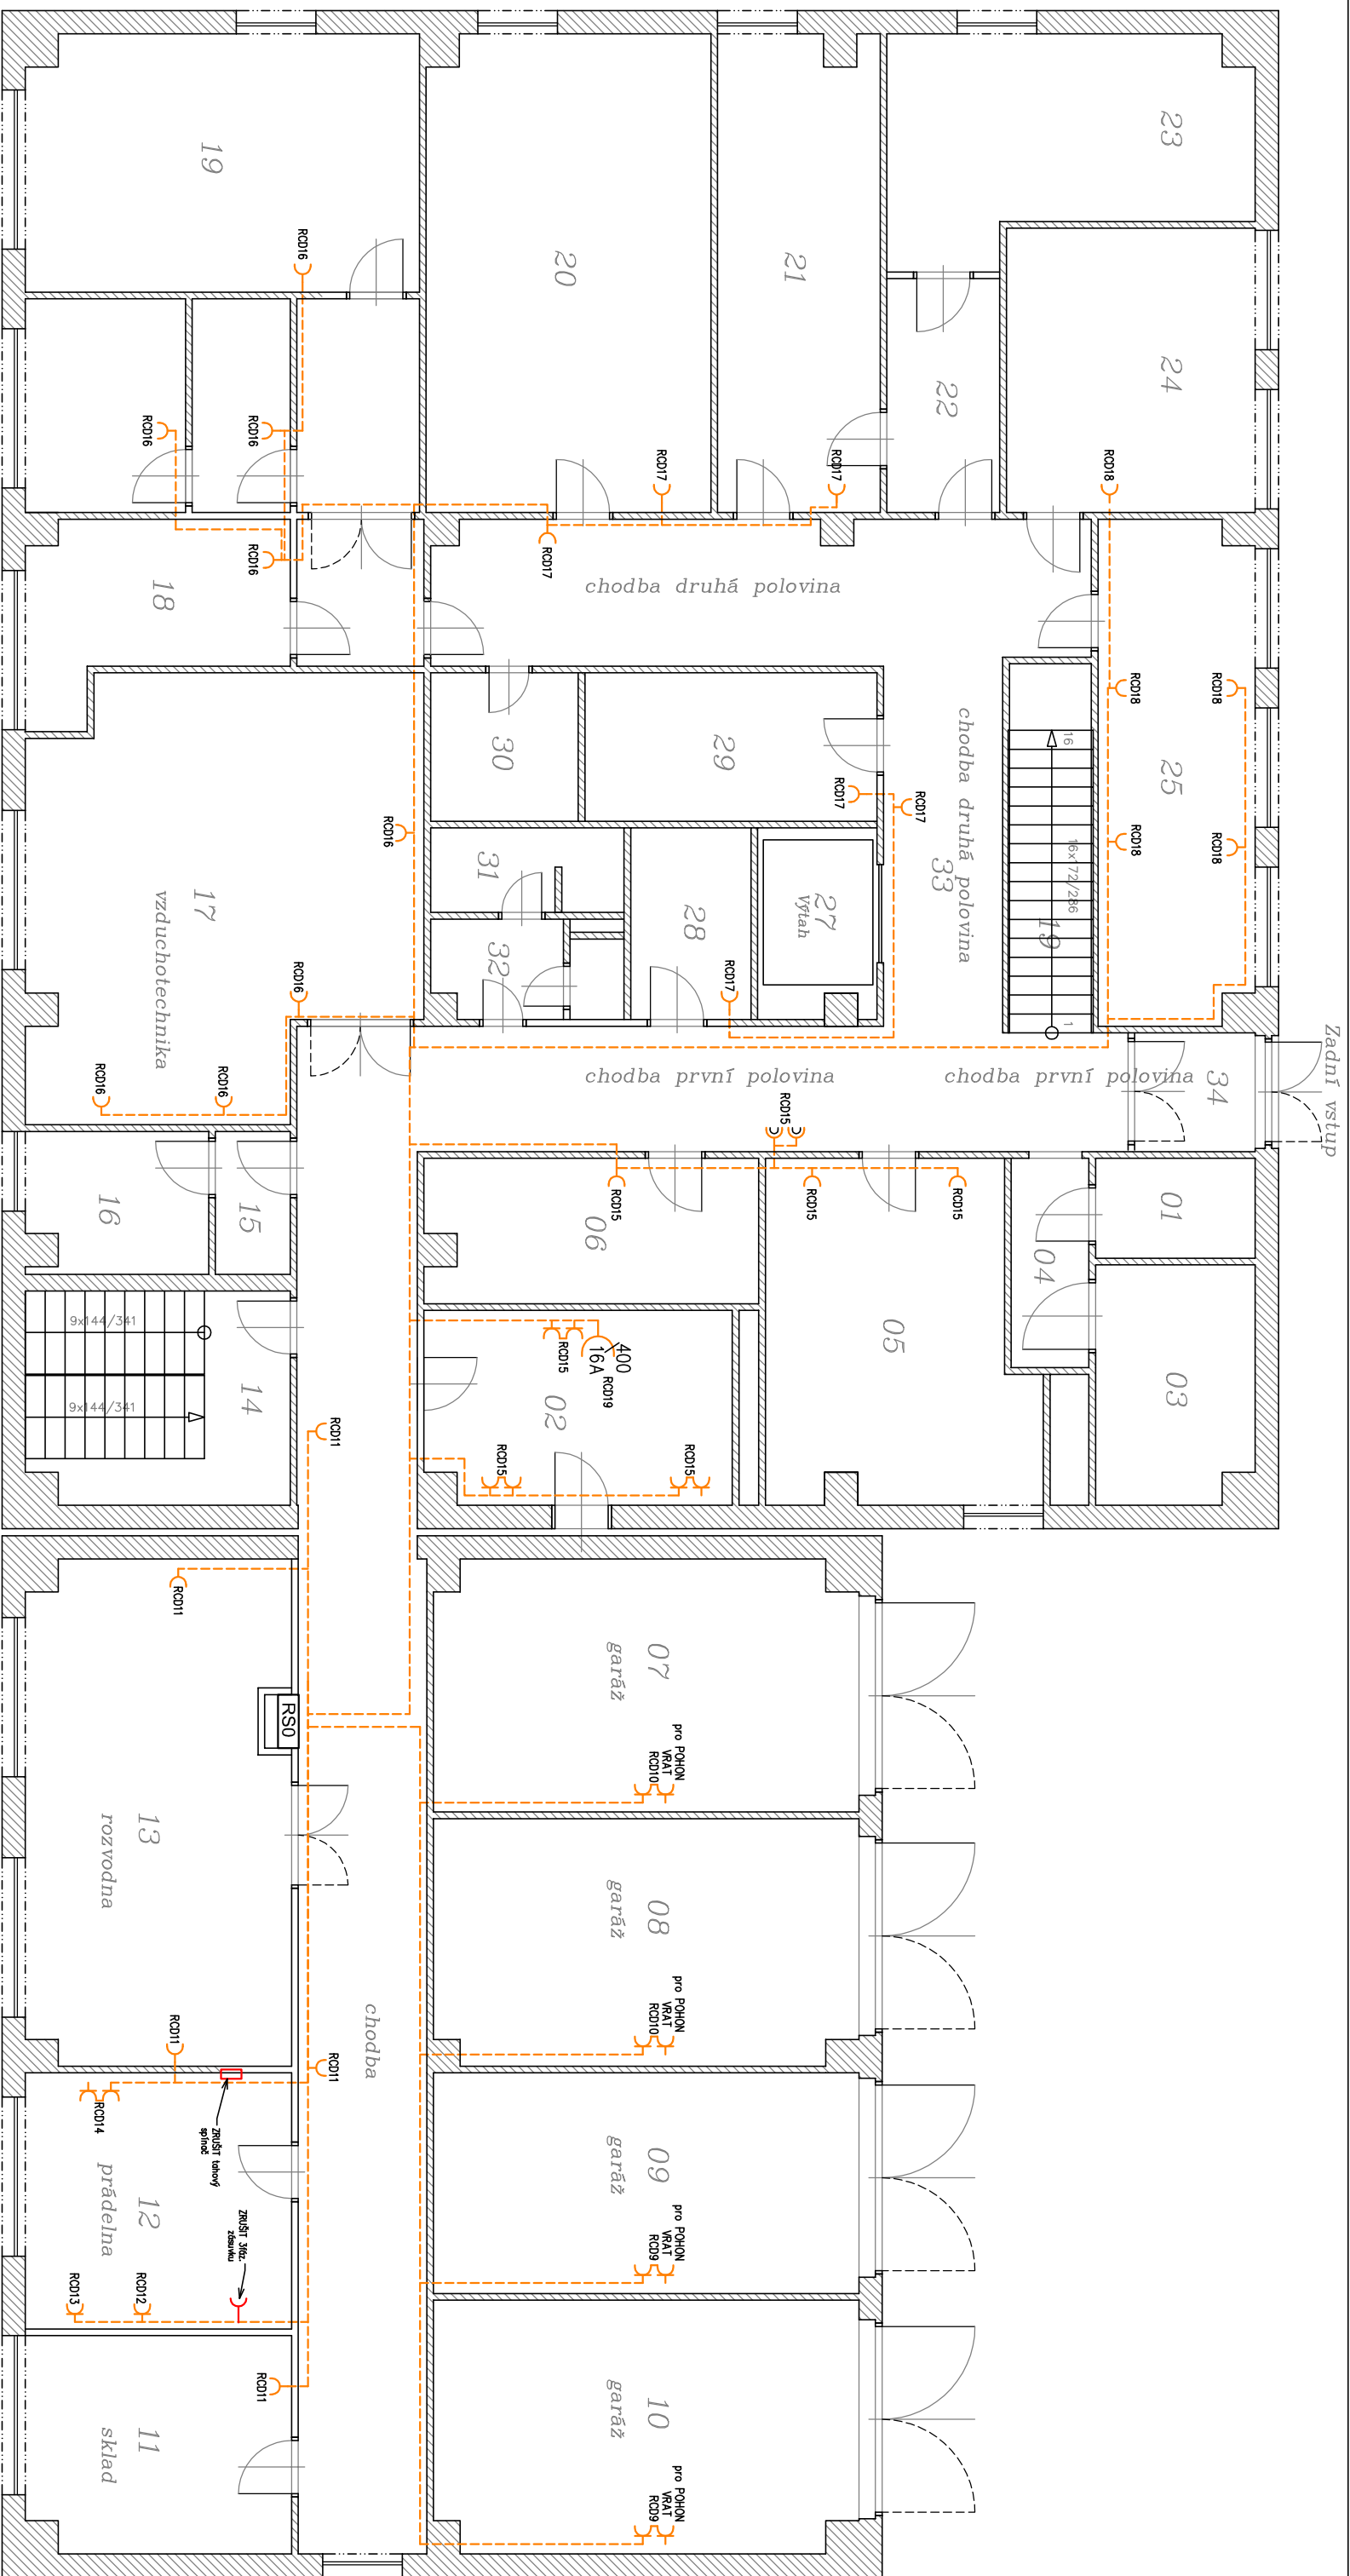 Zadní vstup
23
24
25
22
21
20
19
RCD16
RCD16
RCD16
RCD16
RCD17
RCD17
RCD17
RCD18
RCD18
RCD18
RCD18
RCD18
chodba druhá polovina
chodba druhá polovina
33
18
30
29
RCD17
RCD17
16
16x172/286
19
1
31
32
28
27
Výtah
RCD17
RCD16
17
vzduchotechnika
RCD16
RCD16
RCD16
chodba první polovina
chodba první polovina
34
RCD15
RCD15
RCD15
RCD15
01
04
03
05
06
16
15
14
9x144/341
9x144/341
400
16A
RCD19
RCD15
02
RCD15
RCD15
RCD11
RCD11
RS0
07
garáž
pro POHON
VRAT
RCD10
08
garáž
pro POHON
VRAT
RCD10
09
garáž
pro POHON
VRAT
RCD9
10
garáž
pro POHON
VRAT
RCD9
13
rozvodna
chodba
RCD11
RCD11
RCD14
ZRUŠIT tahový
spínač
12
prádelna
ZRUŠIT 3fáz.
zásuvku
RCD13
RCD12
RCD11
11
sklad